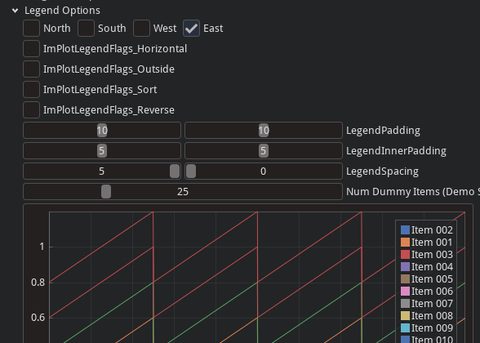 Legend Options
North South West East
ImPlotLegendFlags_Horizontal
ImPlotLegendFlags_Outside
ImPlotLegendFlags_Sort
ImPlotLegendFlags_Reverse
10 10 LegendPadding
5 5 LegendInnerPadding
5 0 LegendSpacing
25 Num Dummy Items (Demo
Item 002
Item 001
Item 003
Item 004
Item 005
Item 006
Item 007
Item 008
Item 009
Item 010
1
0.8
0.6